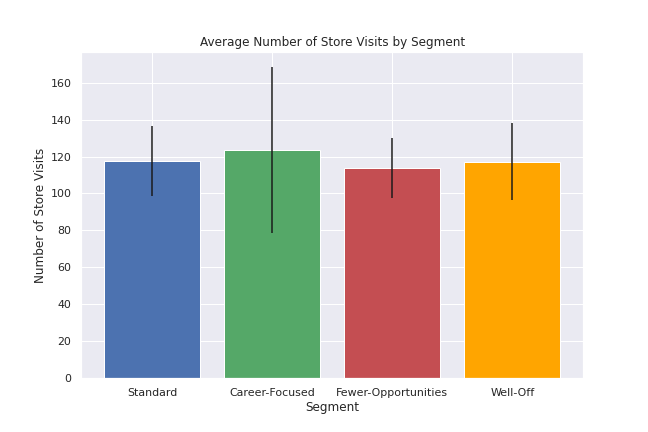 Average Number of Store Visits by Segment
160
140
120
100
80
60
40
20
0
Number of Store Visits
Standard Career-Focused Fewer-Opportunities Well-Off
Segment